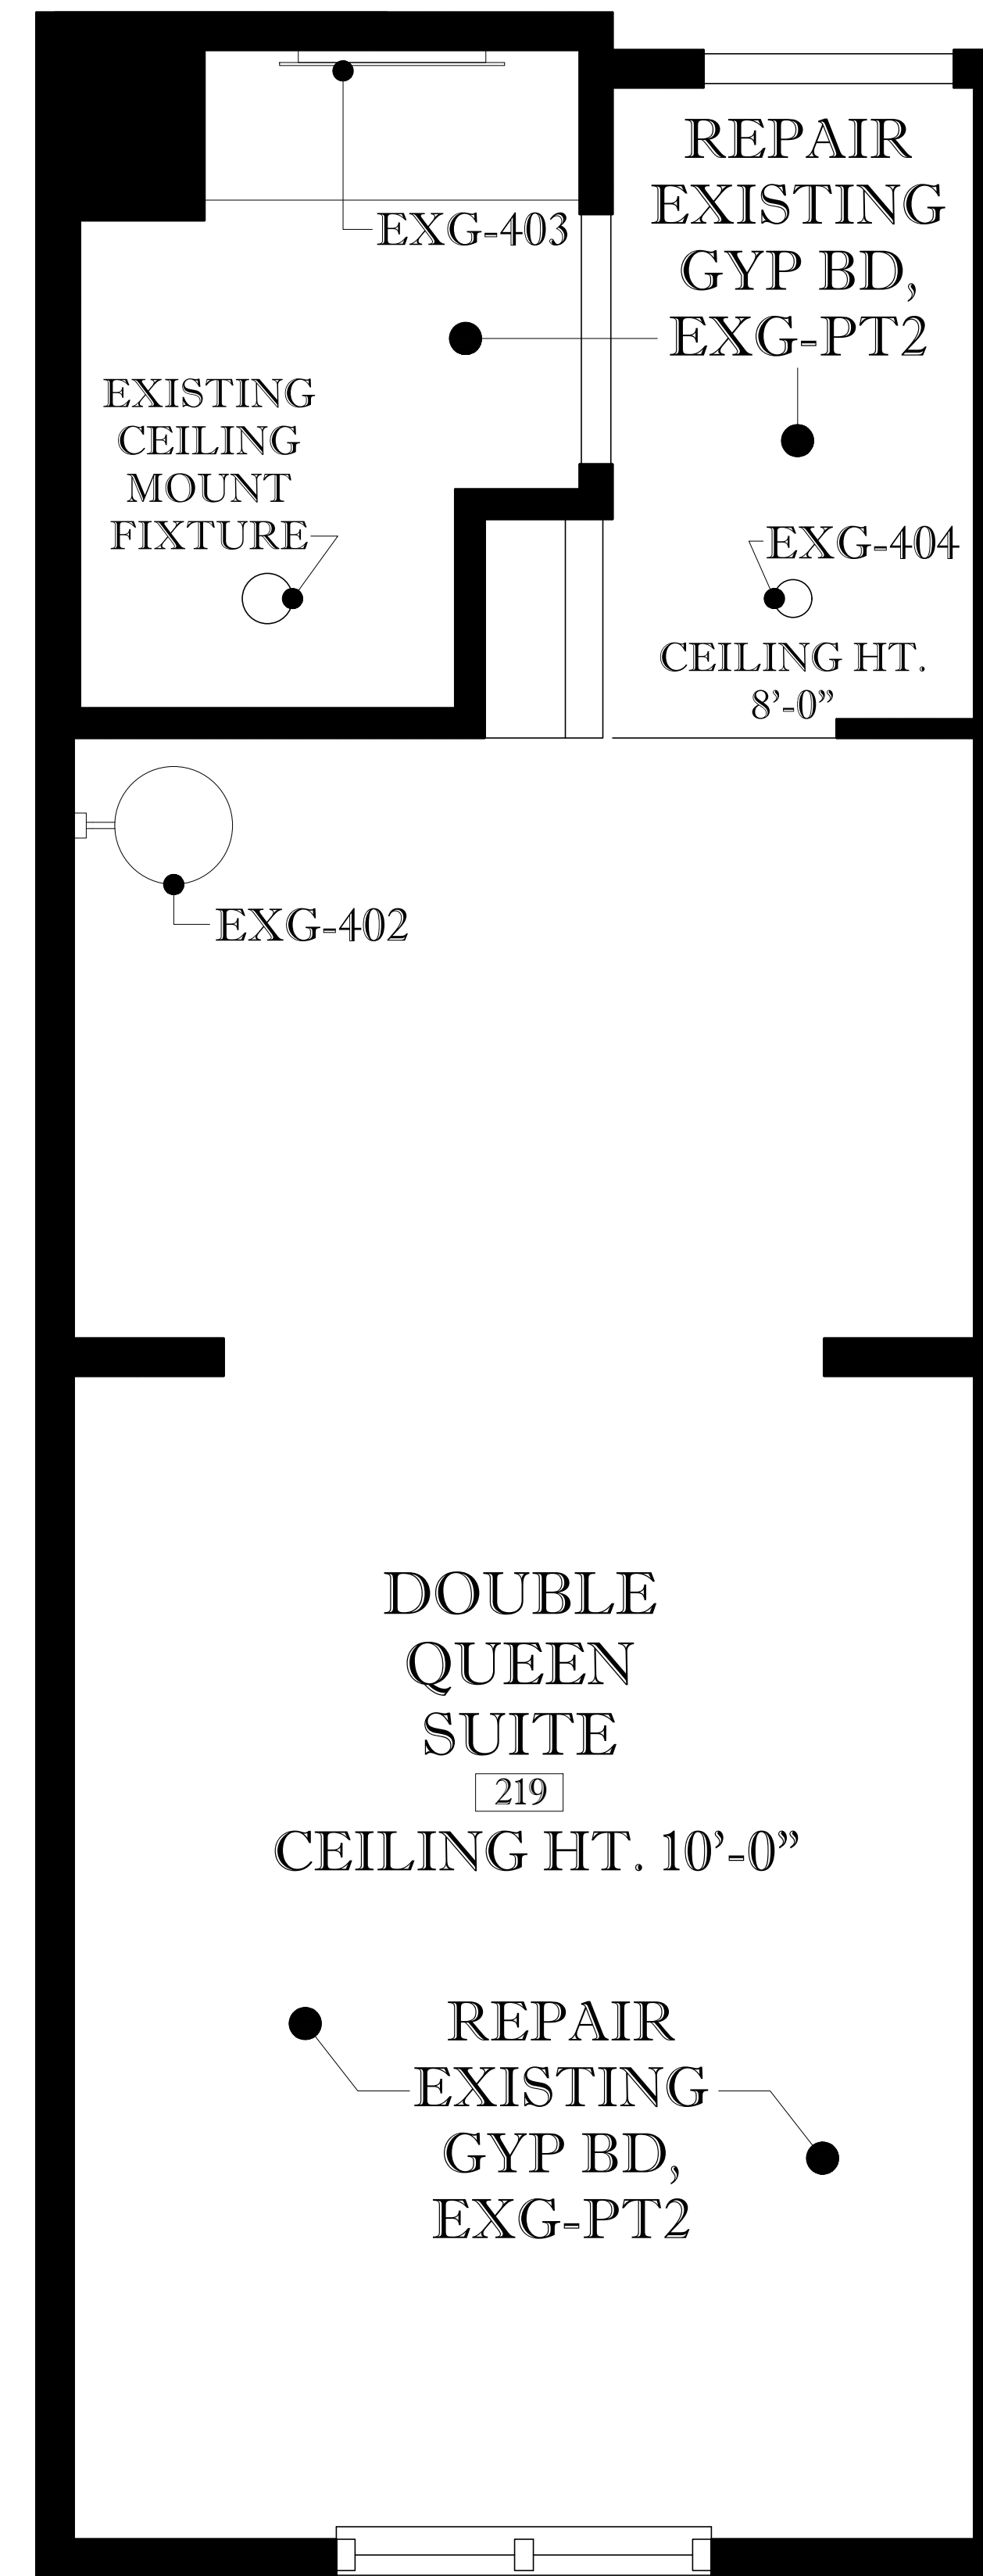 REPAIR
EXISTING
GYP BD,
EXG-PT2
EXG-403
EXISTING
CEILING
MOUNT
FIXTURE
EXG-404
CEILING HT.
8’-0”
EXG-402
DOUBLE
QUEEN
SUITE
219
CEILING HT. 10’-0”
REPAIR
EXISTING
GYP BD,
EXG-PT2